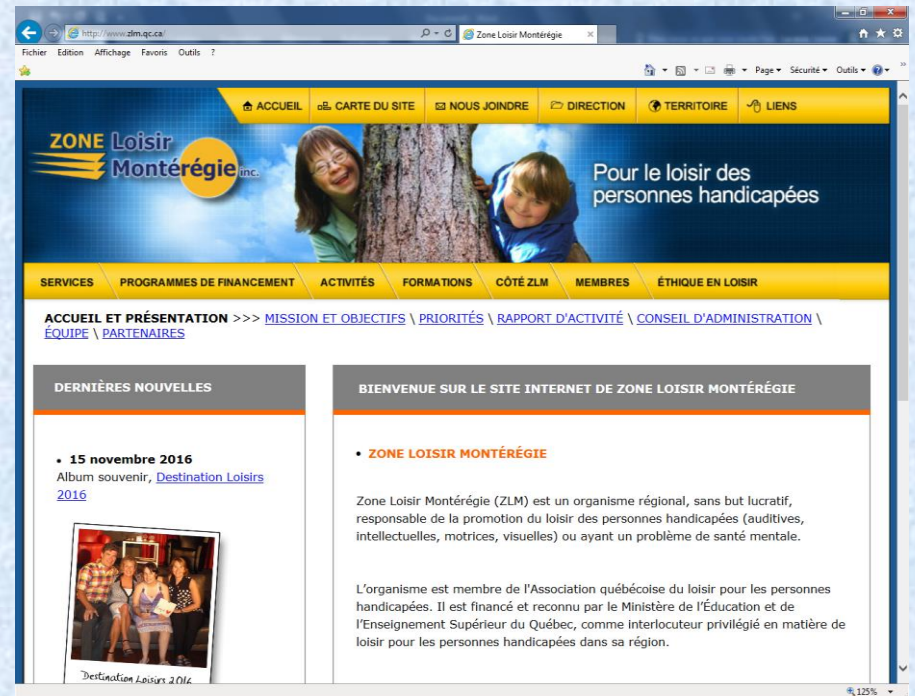 http://www.zlm.qc.ca/
Zone Loisir Montérégie
Fichier Edition Affichage Favoris Outils ?
Page Sécurité Outils
ACCUEIL CARTE DU SITE NOUS JOINDRE DIRECTION TERRITOIRE LIENS
ZONE Loisir
Montérégie inc.
Pour le loisir des
personnes handicapées
SERVICES PROGRAMMES DE FINANCEMENT ACTIVITÉS FORMATIONS CÔTÉ ZLM MEMBRES ÉTHIQUE EN LOISIR
ACCUEIL ET PRÉSENTATION >>> MISSION ET OBJECTIFS \ PRIORITÉS \ RAPPORT D'ACTIVITÉ \ CONSEIL D'ADMINISTRATION \
ÉQUIPE \ PARTENAIRES
DERNIÈRES NOUVELLES
• 15 novembre 2016
Album souvenir, Destination Loisirs
2016
Destination Loisirs 2016
BIENVENUE SUR LE SITE INTERNET DE ZONE LOISIR MONTÉRÉGIE
• ZONE LOISIR MONTÉRÉGIE
Zone Loisir Montérégie (ZLM) est un organisme régional, sans but lucratif,
responsable de la promotion du loisir des personnes handicapées (auditives,
intellectuelles, motrices, visuelles) ou ayant un problème de santé mentale.
L'organisme est membre de l'Association québécoise du loisir pour les personnes
handicapées. Il est financé et reconnu par le Ministère de l'Éducation et de
l'Enseignement Supérieur du Québec, comme interlocuteur privilégié en matière de
loisir pour les personnes handicapées dans sa région.
125%